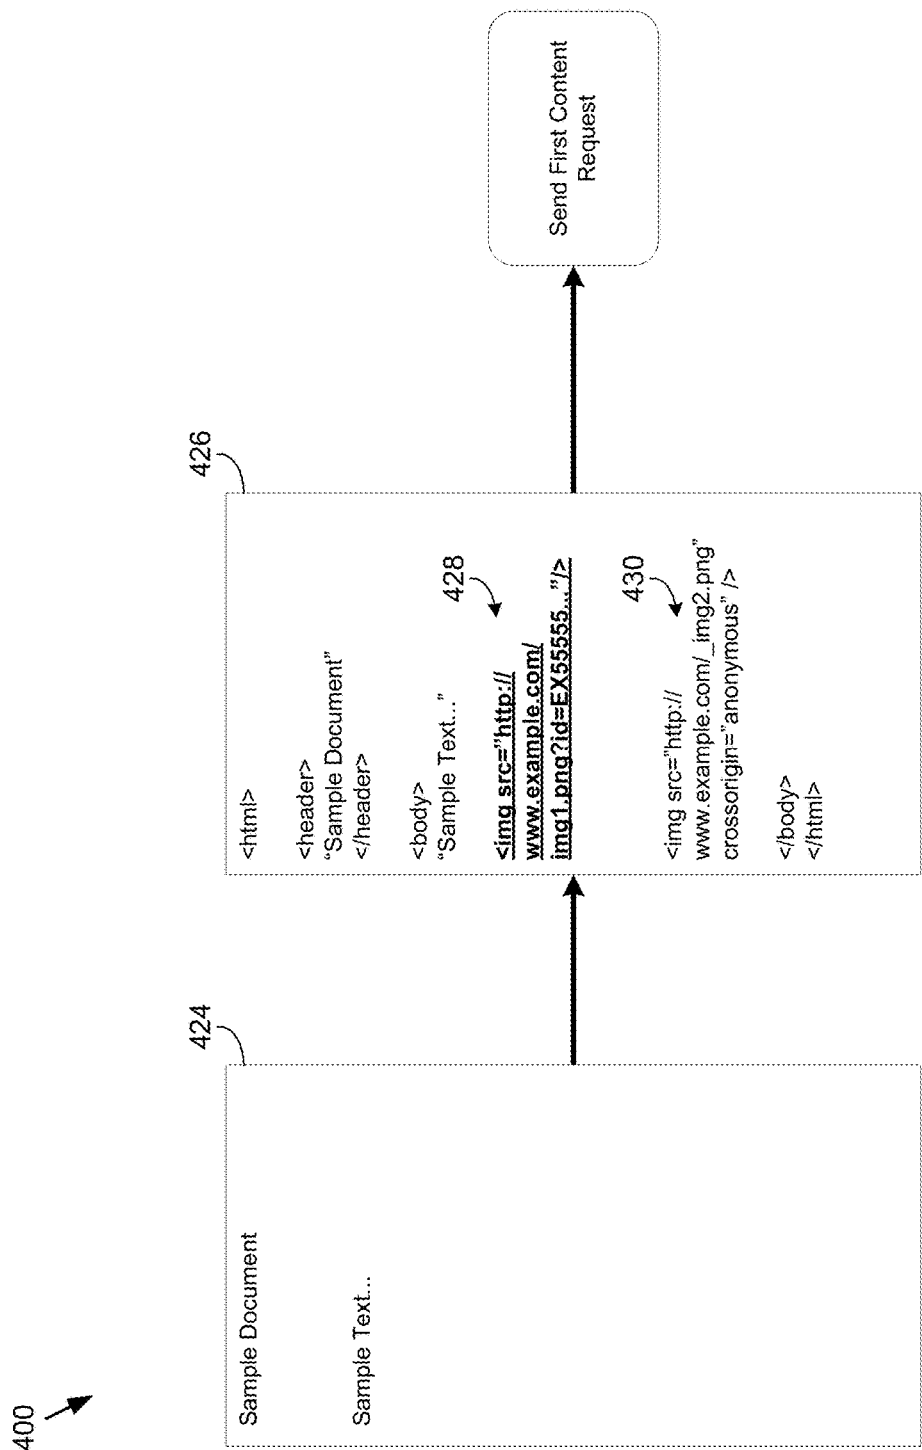 400
424
Sample Document
Sample Text...
426
<html>
<header>
“Sample Document”
</header>
<body>
“Sample Text...”
428
<img src=”http://
www.example.com/
img1.png?id=EX55555...”/>
430
<img src=”http://
www.example.com/_img2.png”
crossorigin=”anonymous” />
</body>
</html>
Send First Content
Request